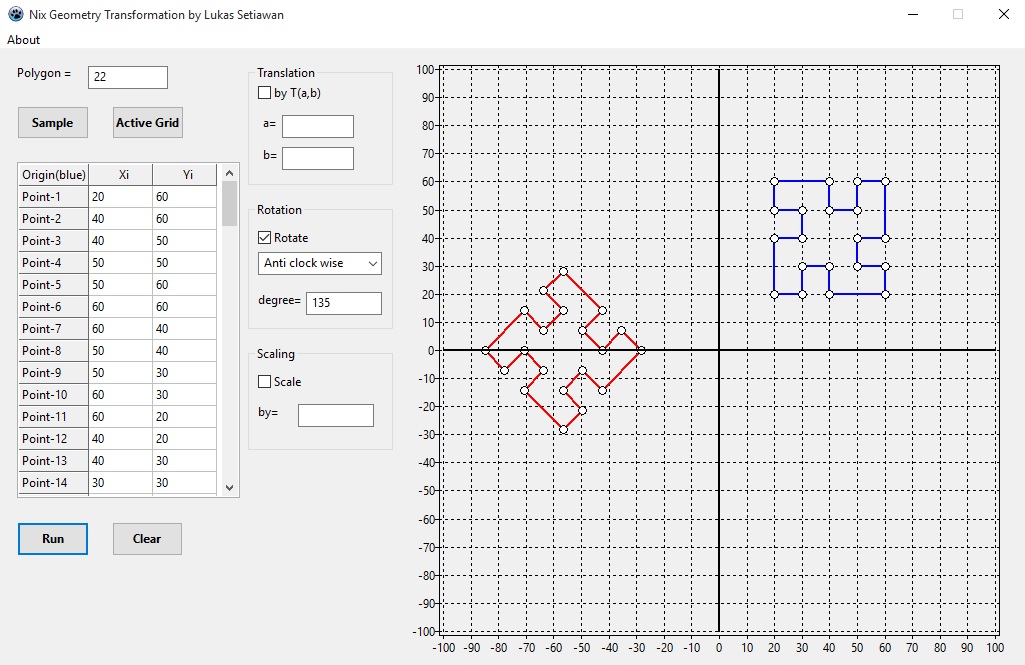 Nix Geometry Transformation by Lukas Setiawan
About
Polygon = 22
Sample Active Grid
Origin(blue) Xi Yi
Point-1 20 60
Point-2 40 60
Point-3 40 50
Point-4 50 50
Point-5 50 60
Point-6 60 60
Point-7 60 40
Point-8 50 40
Point-9 50 30
Point-10 60 30
Point-11 60 20
Point-12 40 20
Point-13 40 30
Point-14 30 30
Run Clear
Translation
by T(a,b)
a=
b=
Rotation
Rotate
Anti clock wise
degree= 135
Scaling
Scale
by=
100
90
80
70
60
50
40
30
20
10
0
-10
-20
-30
-40
-50
-60
-70
-80
-90
-100
-100 -90 -80 -70 -60 -50 -40 -30 -20 -10 0 10 20 30 40 50 60 70 80 90 100